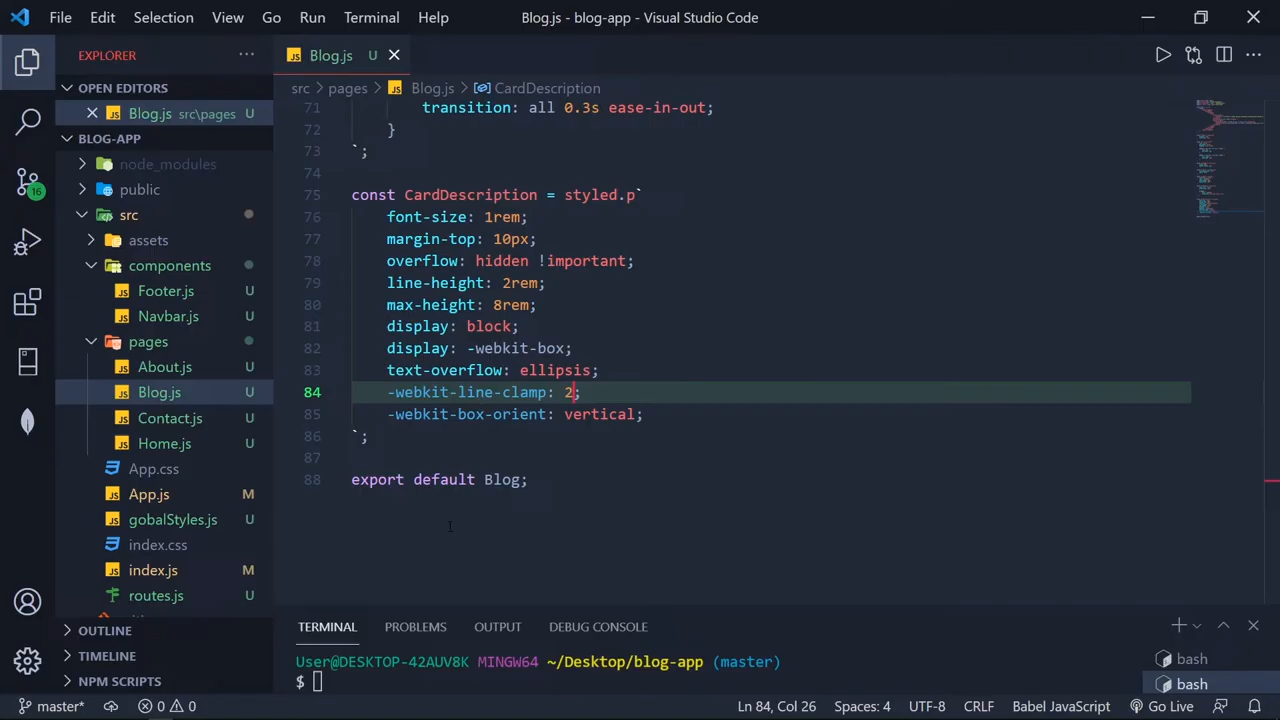 File Edit Selection View Go Run Terminal Help
Blog.js - blog-app - Visual Studio Code
EXPLORER
OPEN EDITORS
Blog.js src\pages U
BLOG-APP
node_modules
public
src
assets
components
Footer.js U
Navbar.js U
pages
About.js U
Blog.js U
Contact.js U
Home.js U
App.css
App.js M
gobalStyles.js U
index.css
index.js M
routes.js U
OUTLINE
TIMELINE
NPM SCRIPTS
16
JS Blog.js U
src > pages > JS Blog.js > CardDescription
71 transition: all 0.3s ease-in-out;
72 }
73 `;
74
75 const CardDescription = styled.p`
76 font-size: 1rem;
77 margin-top: 10px;
78 overflow: hidden !important;
79 line-height: 2rem;
80 max-height: 8rem;
81 display: block;
82 display: -webkit-box;
83 text-overflow: ellipsis;
84 -webkit-line-clamp: 2;
85 -webkit-box-orient: vertical;
86 `;
87
88 export default Blog;
TERMINAL PROBLEMS OUTPUT DEBUG CONSOLE
User@DESKTOP-42AUV8K MINGW64 ~/Desktop/blog-app (master)
$
bash
bash
master* 0 0 Ln 84, Col 26 Spaces: 4 UTF-8 CRLF Babel JavaScript Go Live